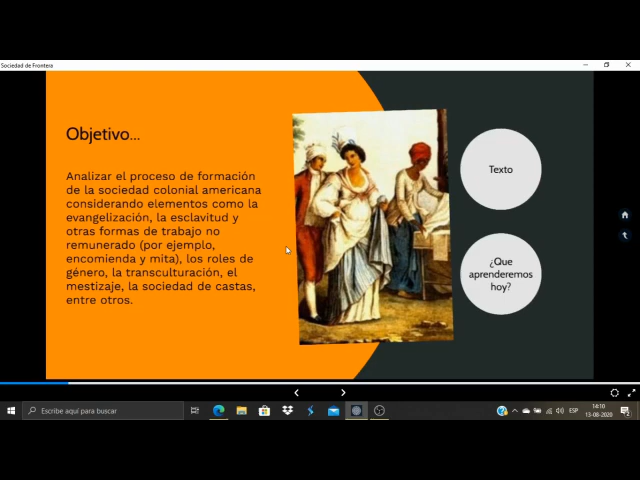 Sociedad de Frontera
Objetivo...
Analizar el proceso de formación
de la sociedad colonial americana
considerando elementos como la
evangelización, la esclavitud y
otras formas de trabajo no
remunerado (por ejemplo,
encomienda y mita), los roles de
género, la transculturación, el
mestizaje, la sociedad de castas,
entre otros.
Texto
¿Que
aprenderemos
hoy?
Escribe aquí para buscar
ESP
14:10
13-08-2020